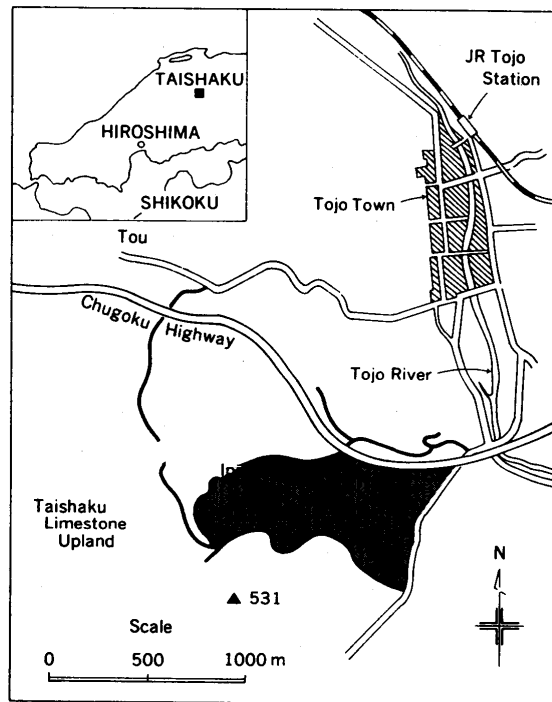 TAISHAKU
HIROSHIMA
SHIKOKU
JR Tojo
Station
Tojo Town
Tou
Chugoku Highway
Tojo River
Taishaku
Limestone
Upland
531
N
Scale
0 500 1000 m